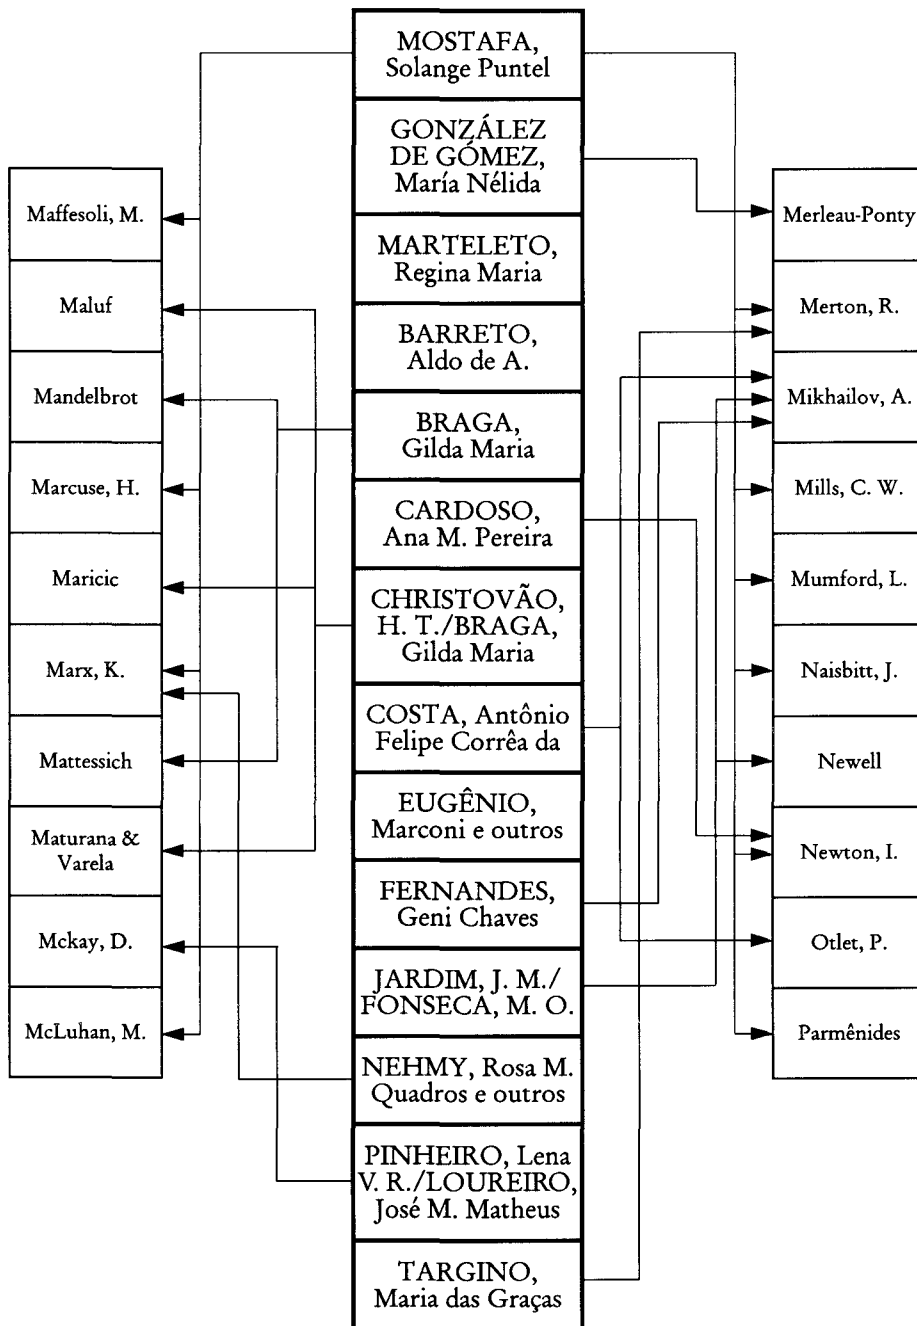 MOSTAFA,
Solange Puntel
GONZÁLEZ
DE GÓMEZ,
María Nélida
MARTELETO,
Regina Maria
BARRETO,
Aldo de A.
BRAGA,
Gilda Maria
CARDOSO,
Ana M. Pereira
CHRISTOVÃO,
H. T./BRAGA,
Gilda Maria
COSTA, Antônio
Felipe Corrêa da
EUGÊNIO,
Marconi e outros
FERNANDES,
Geni Chaves
JARDIM, J. M./
FONSECA, M. O.
NEHMY, Rosa M.
Quadros e outros
PINHEIRO, Lena
V. R./LOUREIRO,
José M. Matheus
TARGINO,
Maria das Graças
Maffesoli, M.
Maluf
Mandelbrot
Marcuse, H.
Maricic
Marx, K.
Mattessich
Maturana &
Varela
Mckay, D.
McLuhan, M.
Merleau-Ponty
Merton, R.
Mikhailov, A.
Mills, C. W.
Mumford, L.
Naisbitt, J.
Newell
Newton, I.
Otlet, P.
Parmênides